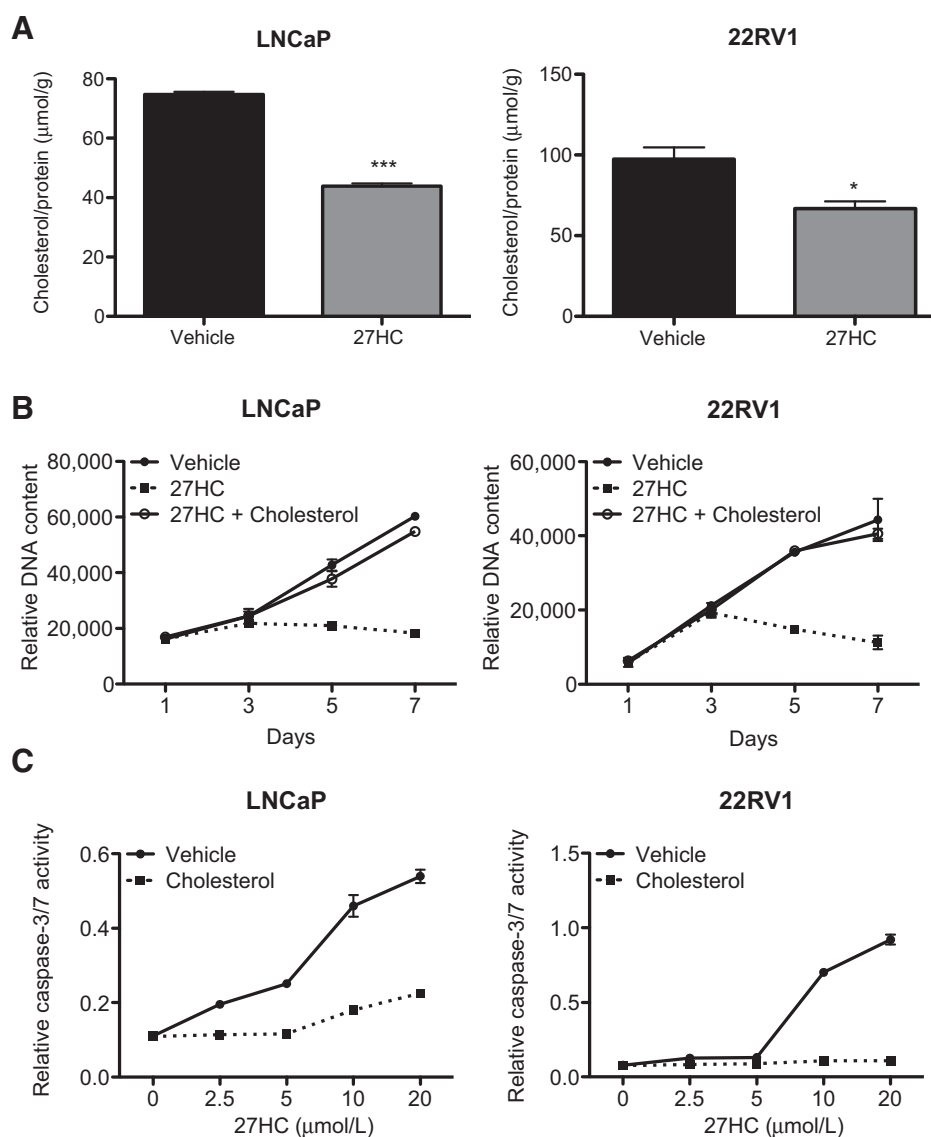 A
LNCaP
22RV1
Cholesterol/protein (μmol/g)
80
60
40
20
0
***
Vehicle
27HC
Cholesterol/protein (μmol/g)
150
100
50
0
*
Vehicle
27HC
B
LNCaP
22RV1
Relative DNA content
80,000
60,000
40,000
20,000
0
Vehicle
27HC
27HC + Cholesterol
1 3 5 7
Days
Relative DNA content
60,000
40,000
20,000
0
Vehicle
27HC
27HC + Cholesterol
1 3 5 7
Days
C
LNCaP
22RV1
Relative caspase-3/7 activity
0.6
0.4
0.2
0.0
Vehicle
Cholesterol
0 2.5 5 10 20
27HC (μmol/L)
Relative caspase-3/7 activity
1.5
1.0
0.5
0.0
Vehicle
Cholesterol
0 2.5 5 10 20
27HC (μmol/L)